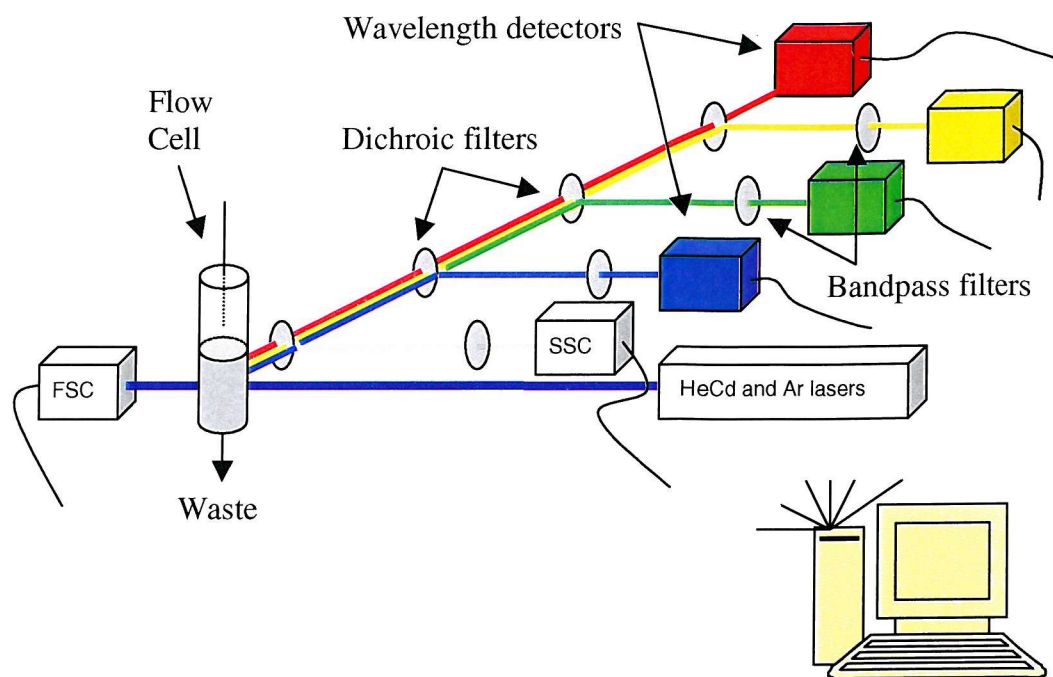 Wavelength detectors
Flow
Cell
Dichroic filters
Bandpass filters
SSC
FSC
HeCd and Ar lasers
Waste